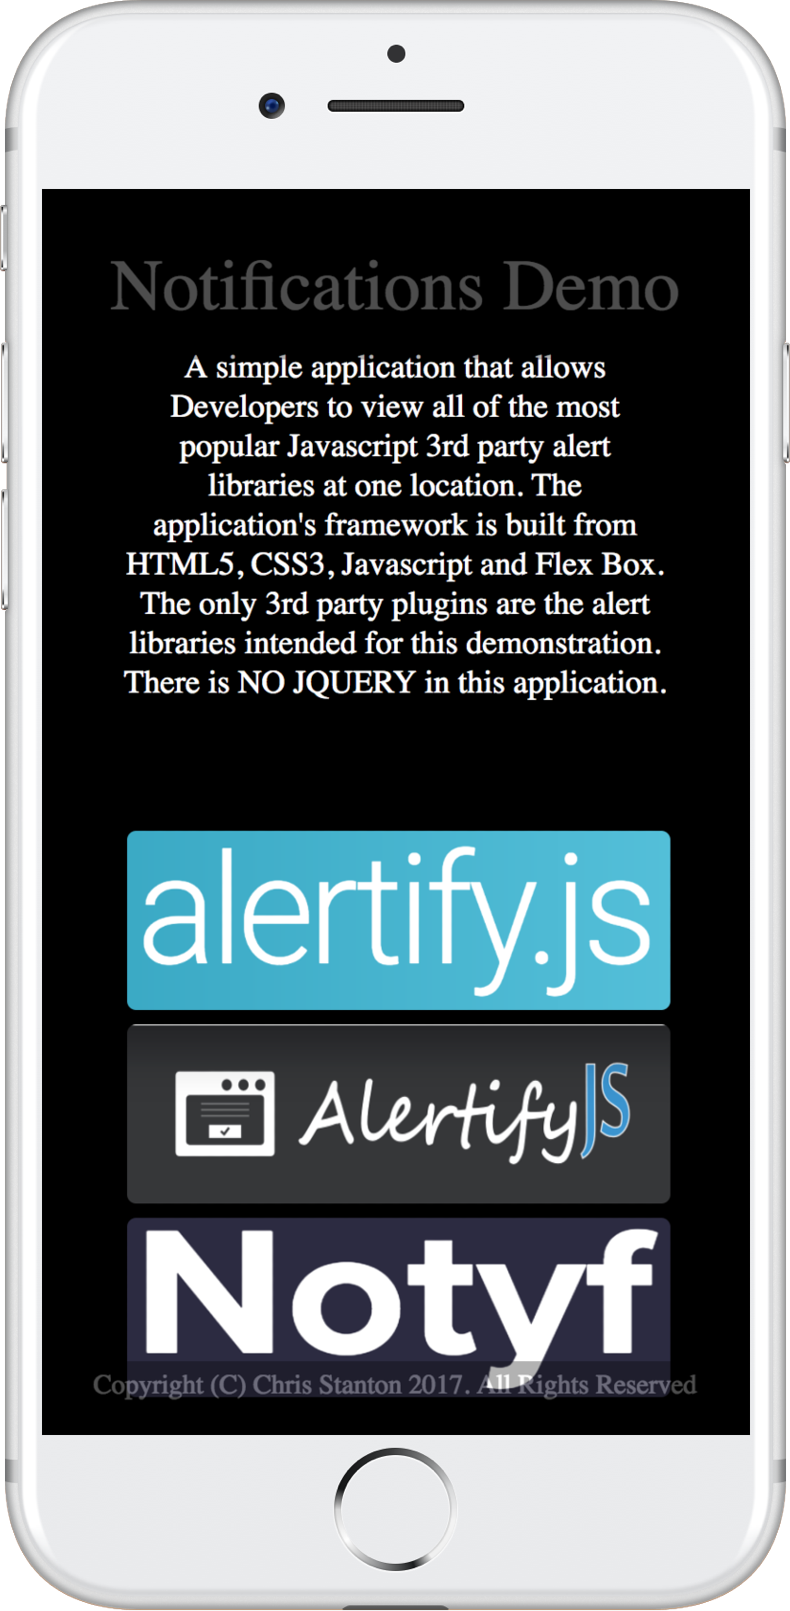 Notifications Demo
A simple application that allows
Developers to view all of the most
popular Javascript 3rd party alert
libraries at one location. The
application's framework is built from
HTML5, CSS3, Javascript and Flex Box.
The only 3rd party plugins are the alert
libraries intended for this demonstration.
There is NO JQUERY in this application.
alertify.js
AlertifyJS
Notyf
Copyright (C) Chris Stanton 2017. All Rights Reserved